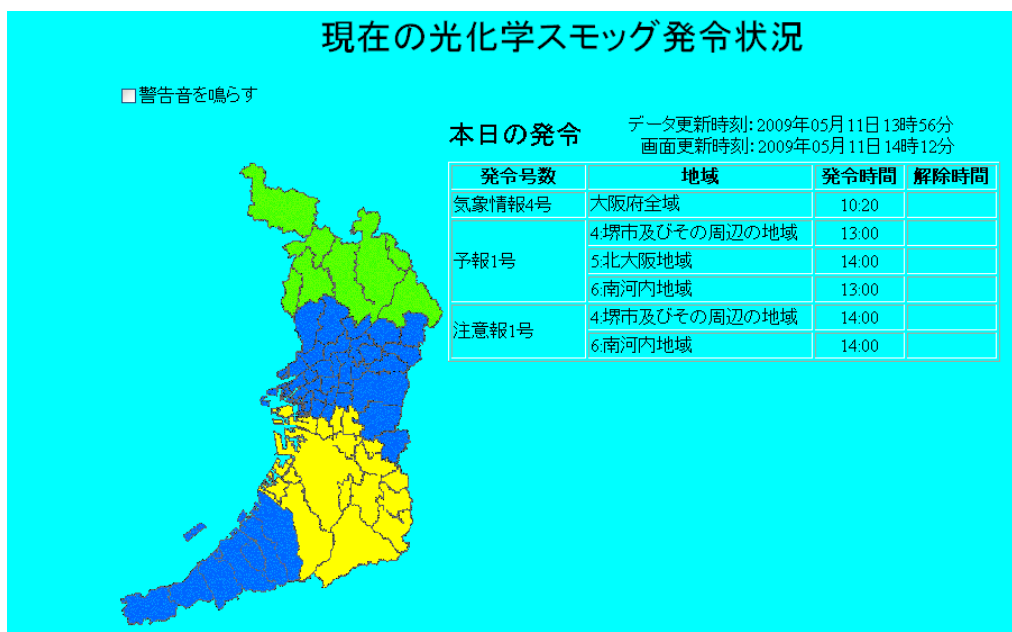 現在の光化学スモッグ発令状況
警告音を鳴らす
本日の発令
データ更新時刻:2009年05月11日13時56分
画面更新時刻:2009年05月11日14時12分
発令号数 地域 発令時間 解除時間
気象情報4号 大阪府全域 10:20
予報1号 4:堺市及びその周辺の地域 13:00
5:北大阪地域 14:00
6:南河内地域 13:00
注意報1号 4:堺市及びその周辺の地域 14:00
6:南河内地域 14:00